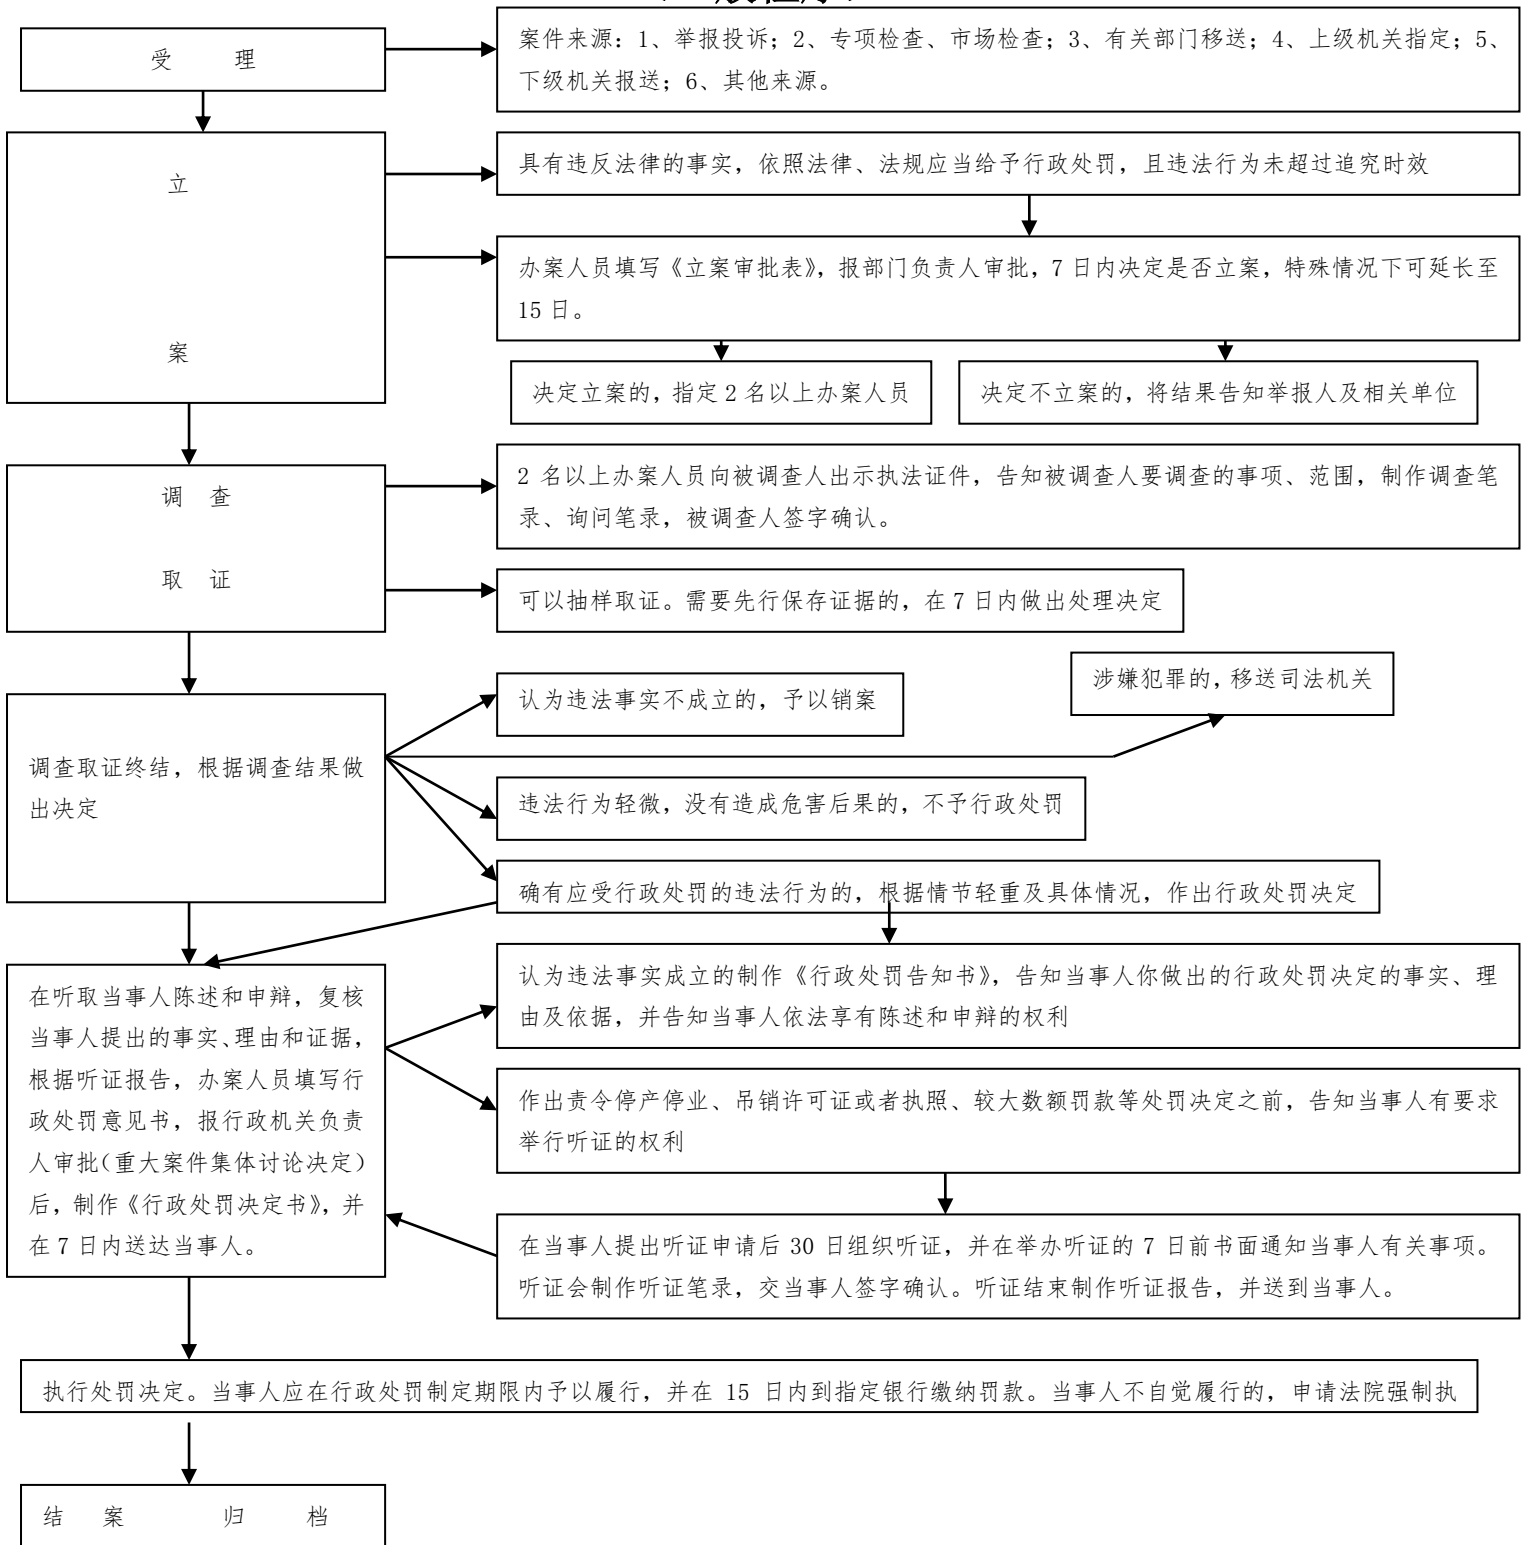 受 理
案件来源：1、举报投诉；2、专项检查、市场检查；3、有关部门移送；4、上级机关指定；5、
下级机关报送；6、其他来源。
立
案
具有违反法律的事实，依照法律、法规应当给予行政处罚，且违法行为未超过追究时效
办案人员填写《立案审批表》，报部门负责人审批，7 日内决定是否立案，特殊情况下可延长至
15 日。
决定立案的，指定 2 名以上办案人员
决定不立案的，将结果告知举报人及相关单位
调 查
取 证
2 名以上办案人员向被调查人出示执法证件，告知被调查人要调查的事项、范围，制作调查笔
录、询问笔录，被调查人签字确认。
可以抽样取证。需要先行保存证据的，在 7 日内做出处理决定
调查取证终结，根据调查结果做
出决定
认为违法事实不成立的，予以销案
涉嫌犯罪的，移送司法机关
违法行为轻微，没有造成危害后果的，不予行政处罚
确有应受行政处罚的违法行为的，根据情节轻重及具体情况，作出行政处罚决定
在听取当事人陈述和申辩，复核
当事人提出的事实、理由和证据，
根据听证报告，办案人员填写行
政处罚意见书，报行政机关负责
人审批（重大案件集体讨论决定）
后，制作《行政处罚决定书》，并
在 7 日内送达当事人。
认为违法事实成立的制作《行政处罚告知书》，告知当事人你做出的行政处罚决定的事实、理
由及依据，并告知当事人依法享有陈述和申辩的权利
作出责令停产停业、吊销许可证或者执照、较大数额罚款等处罚决定之前，告知当事人有要求
举行听证的权利
在当事人提出听证申请后 30 日组织听证，并在举办听证的 7 日前书面通知当事人有关事项。
听证会制作听证笔录，交当事人签字确认。听证结束制作听证报告，并送到当事人。
执行处罚决定。当事人应在行政处罚制定期限内予以履行，并在 15 日内到指定银行缴纳罚款。当事人不自觉履行的，申请法院强制执
结 案 归 档